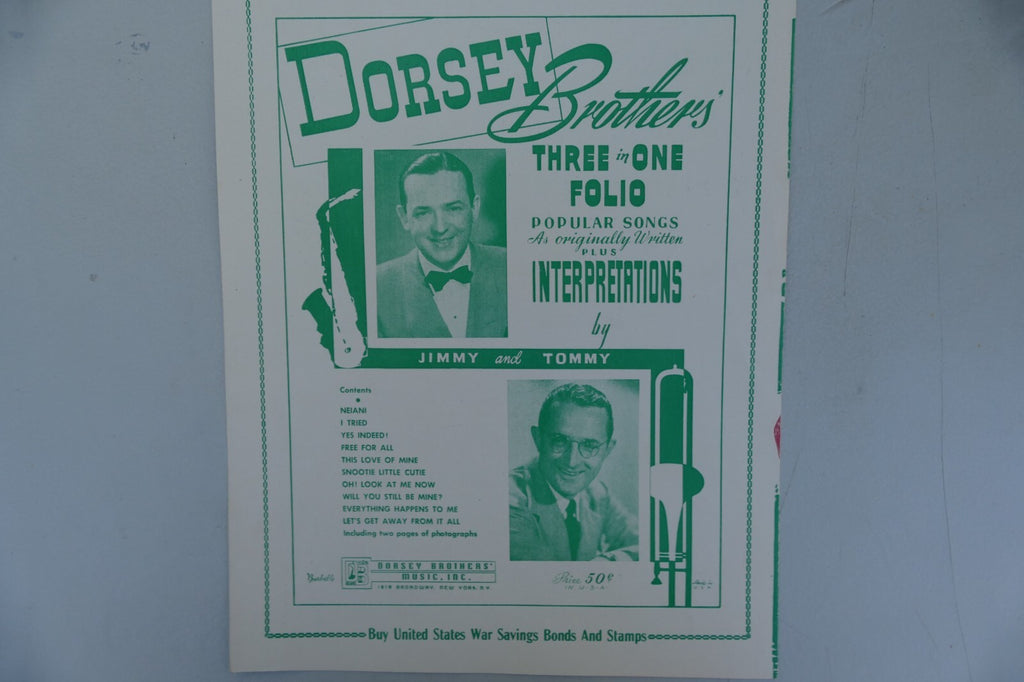 DORSEY
Brothers'
THREE in ONE
FOLIO
POPULAR SONGS
As originally Written
PLUS
INTERPRETATIONS
by
JIMMY and TOMMY
Contents
NEIANI
I TRIED
YES INDEED!
FREE FOR ALL
THIS LOVE OF MINE
SNOOTIE LITTLE CUTIE
OH! LOOK AT ME NOW
WILL YOU STILL BE MINE?
EVERYTHING HAPPENS TO ME
LET'S GET AWAY FROM IT ALL
Including two pages of photographs
DORSEY BROTHERS'
MUSIC, INC.
1619 BROADWAY, NEW YORK, N.Y.
Price 50¢
IN U.S.A.
Buy United States War Savings Bonds And Stamps